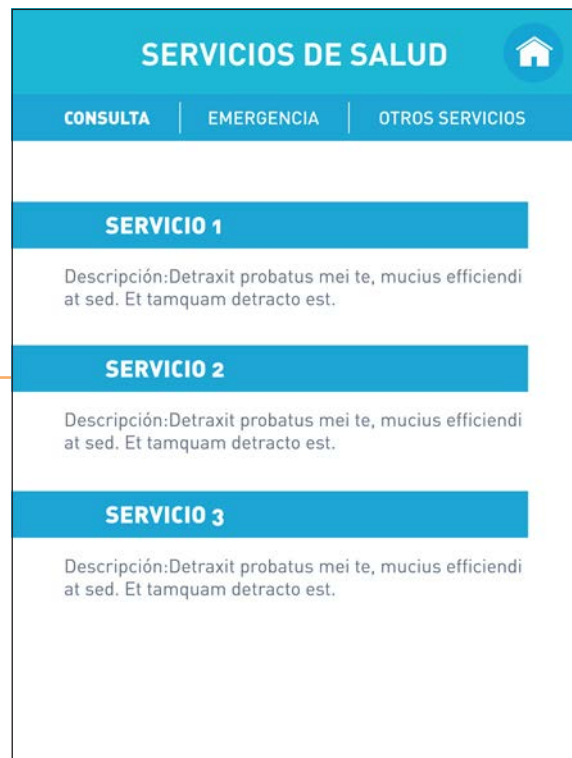 SERVICIOS DE SALUD
CONSULTA EMERGENCIA OTROS SERVICIOS
SERVICIO 1
Descripción:Detraxit probatus mei te, mucius efficiendi
at sed. Et tamquam detracto est.
SERVICIO 2
Descripción:Detraxit probatus mei te, mucius efficiendi
at sed. Et tamquam detracto est.
SERVICIO 3
Descripción:Detraxit probatus mei te, mucius efficiendi
at sed. Et tamquam detracto est.